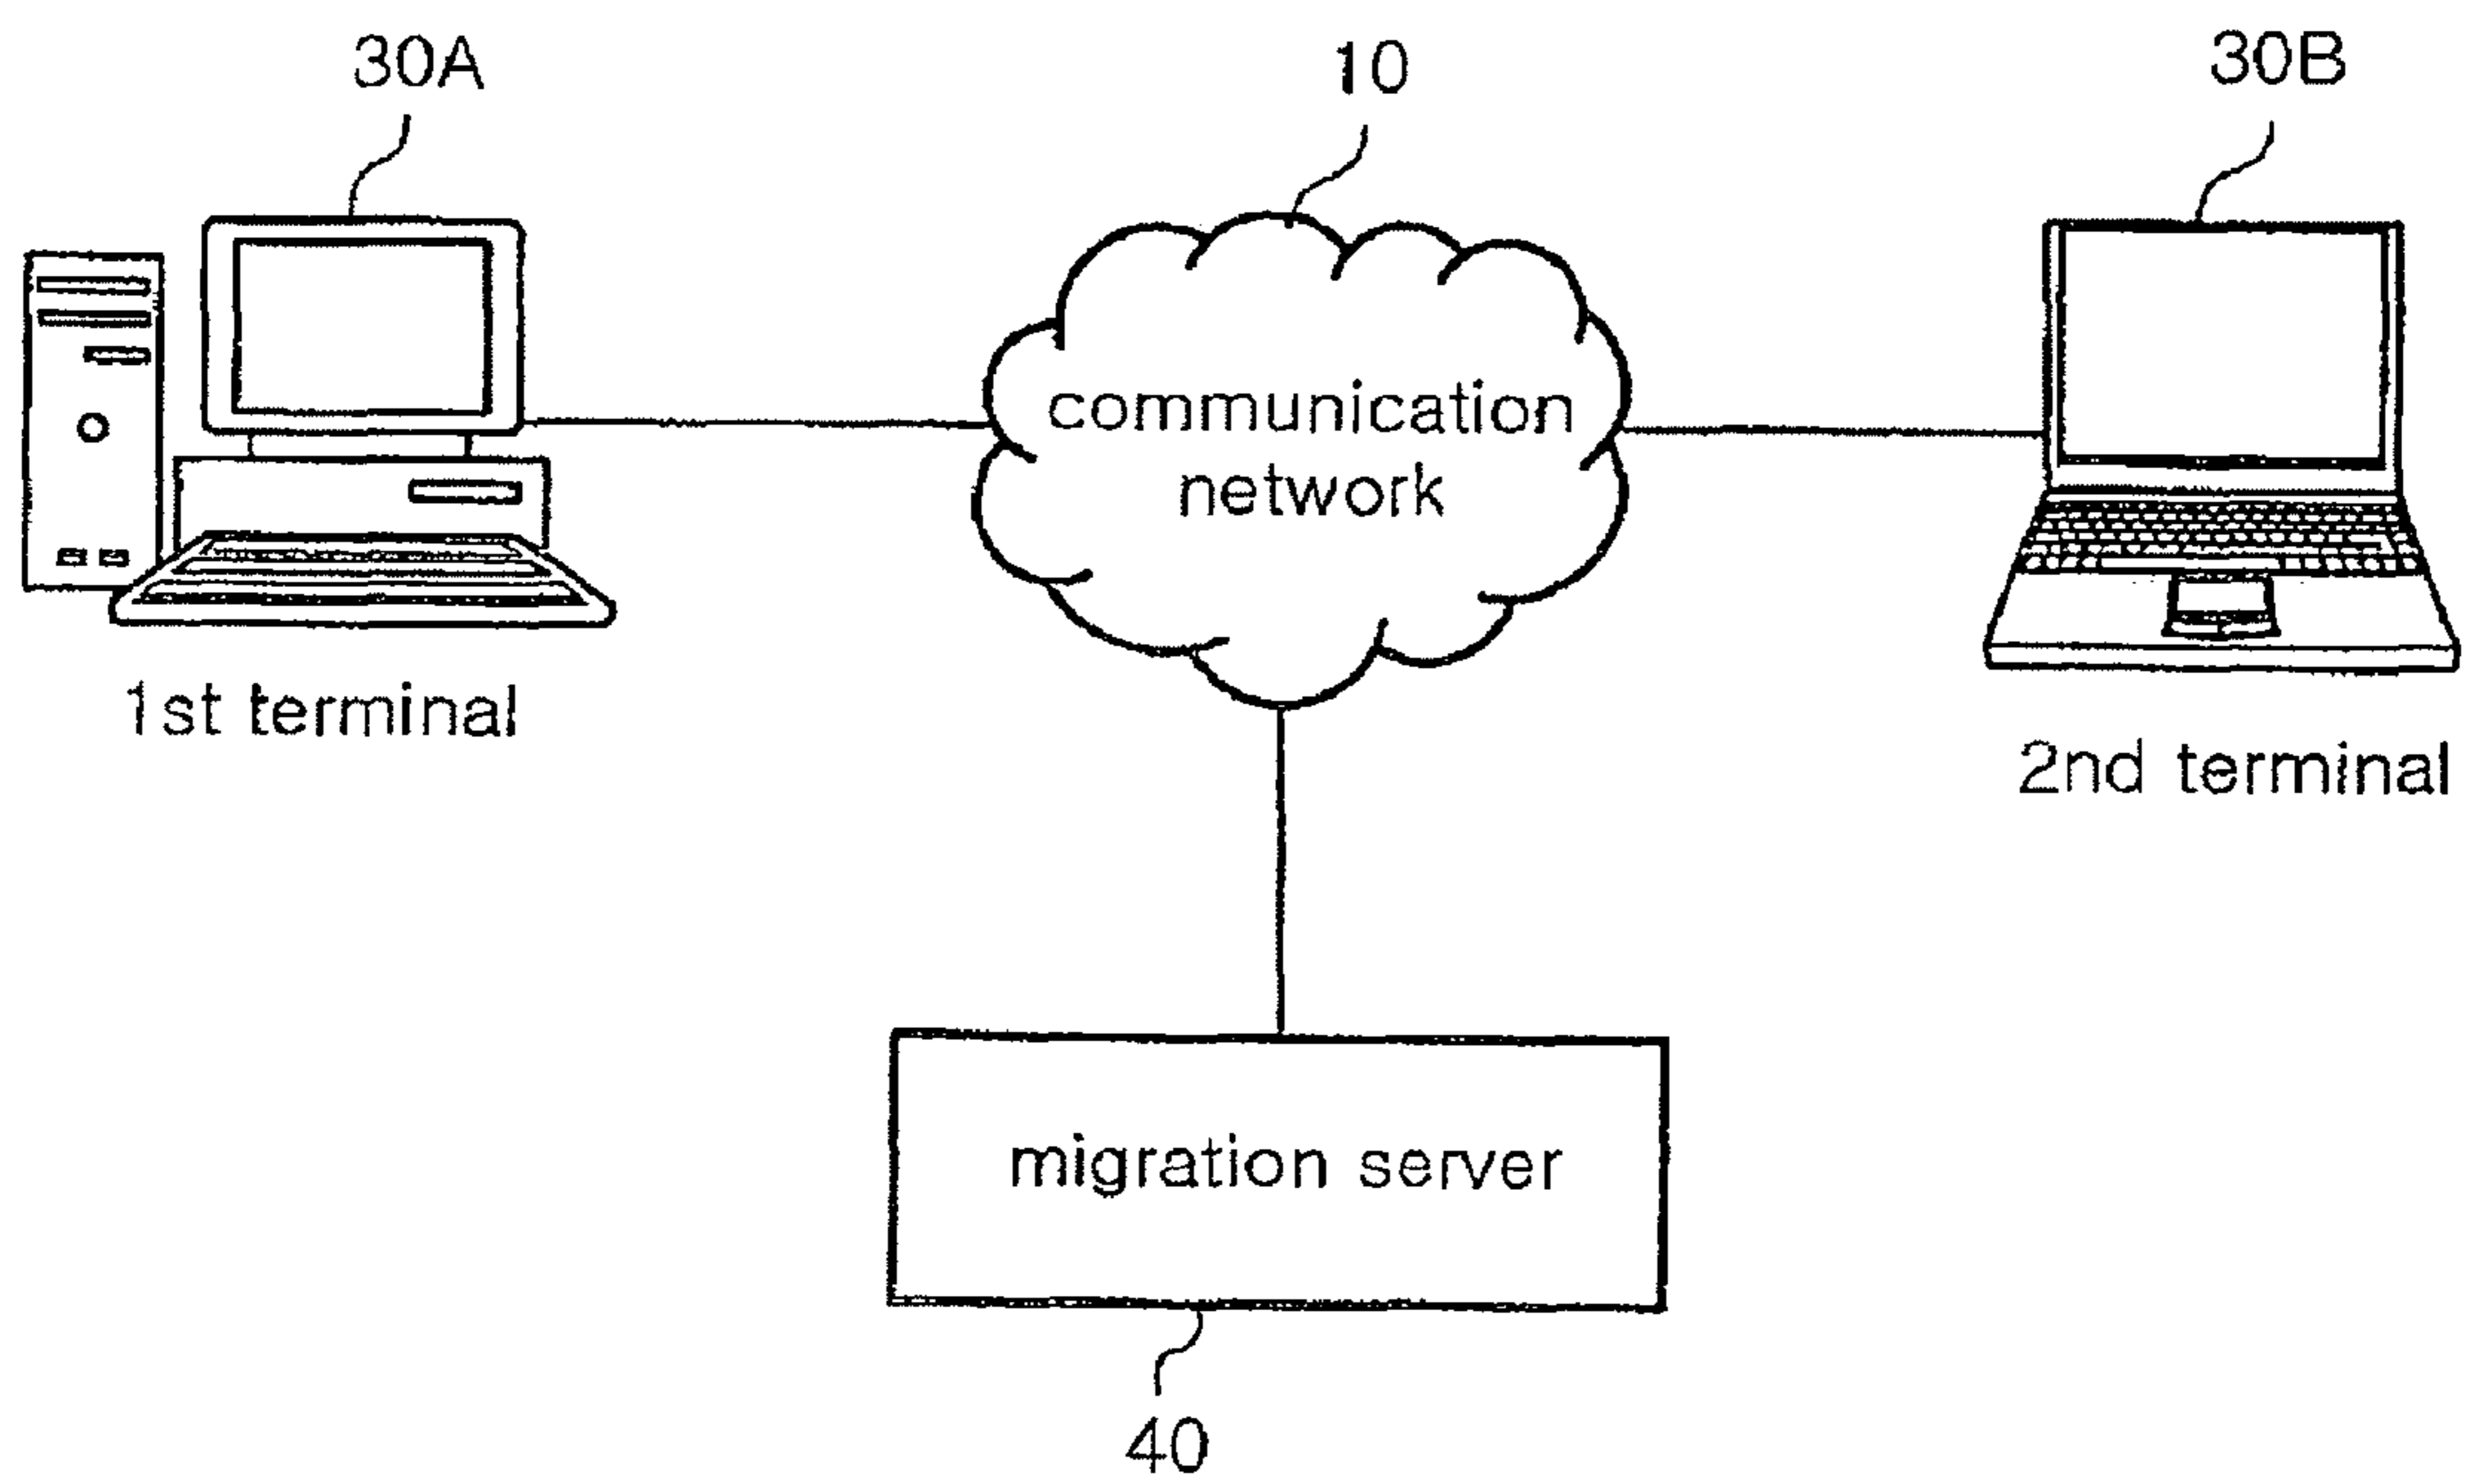 30A
10
30B
communication
network
1st terminal
2nd terminal
migration server
40